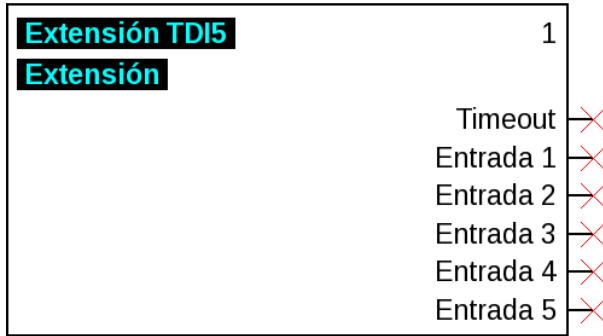 Extensión TDI5 1
Extensión
Timeout
Entrada 1
Entrada 2
Entrada 3
Entrada 4
Entrada 5